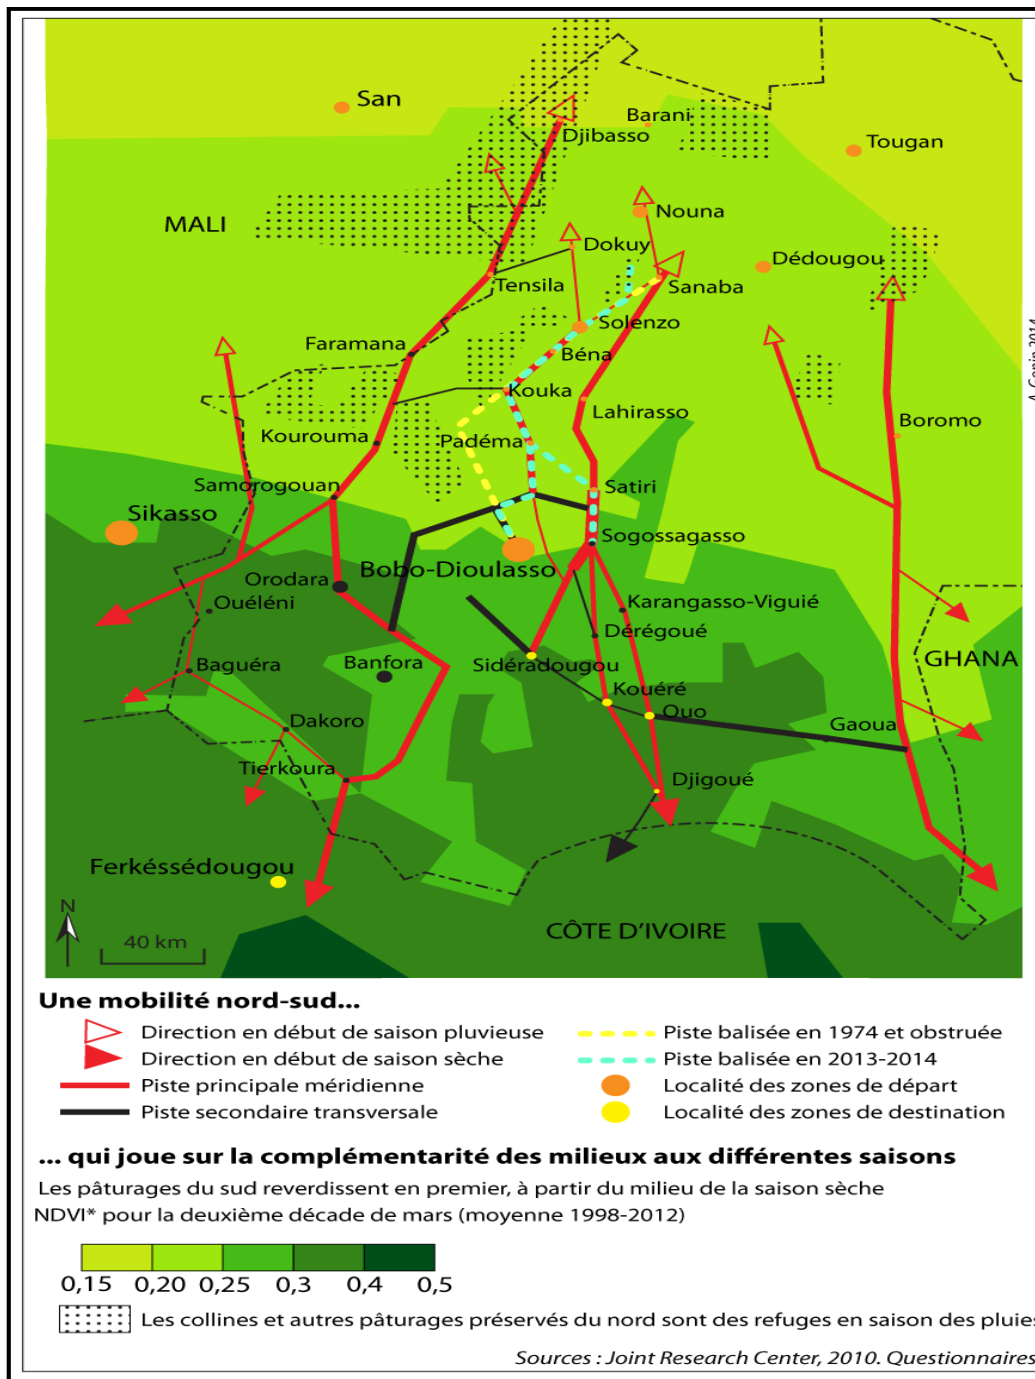 San
Barani
Djibasso
Tougan
MALI
Nouna
Dokuy
Dédougou
Tensila
Sanaba
Solenzo
Faramana
Béna
Kouka
Lahirasso
Kourouma
Padéma
Boromo
Samorogouan
Satiri
Sikasso
Sogossagasso
Bobo-Dioulasso
Orodara
Ouéléni
Karangasso-Viguié
Dérégoué
Baguéra
Banfora
Sidéradougou
GHANA
Kouéré
Ouo
Dakoro
Gaoua
Tierkoura
Djigoué
Ferkéssédougou
N
40 km
CÔTE D'IVOIRE
A. Gonin 2014
Une mobilité nord-sud...
Direction en début de saison pluvieuse
Direction en début de saison sèche
Piste principale méridienne
Piste secondaire transversale
Piste balisée en 1974 et obstruée
Piste balisée en 2013-2014
Localité des zones de départ
Localité des zones de destination
... qui joue sur la complémentarité des milieux aux différentes saisons
Les pâturages du sud reverdissent en premier, à partir du milieu de la saison sèche
NDVI* pour la deuxième décade de mars (moyenne 1998-2012)
0,15 0,20 0,25 0,3 0,4 0,5
Les collines et autres pâturages préservés du nord sont des refuges en saison des pluies
Sources : Joint Research Center, 2010. Questionnaires